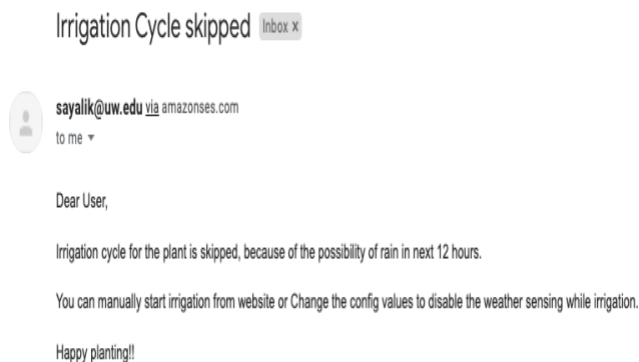 Irrigation Cycle skipped Inbox x
sayalik@uw.edu via amazonses.com
to me
Dear User,
Irrigation cycle for the plant is skipped, because of the possibility of rain in next 12 hours.
You can manually start irrigation from website or Change the config values to disable the weather sensing while irrigation.
Happy planting!!